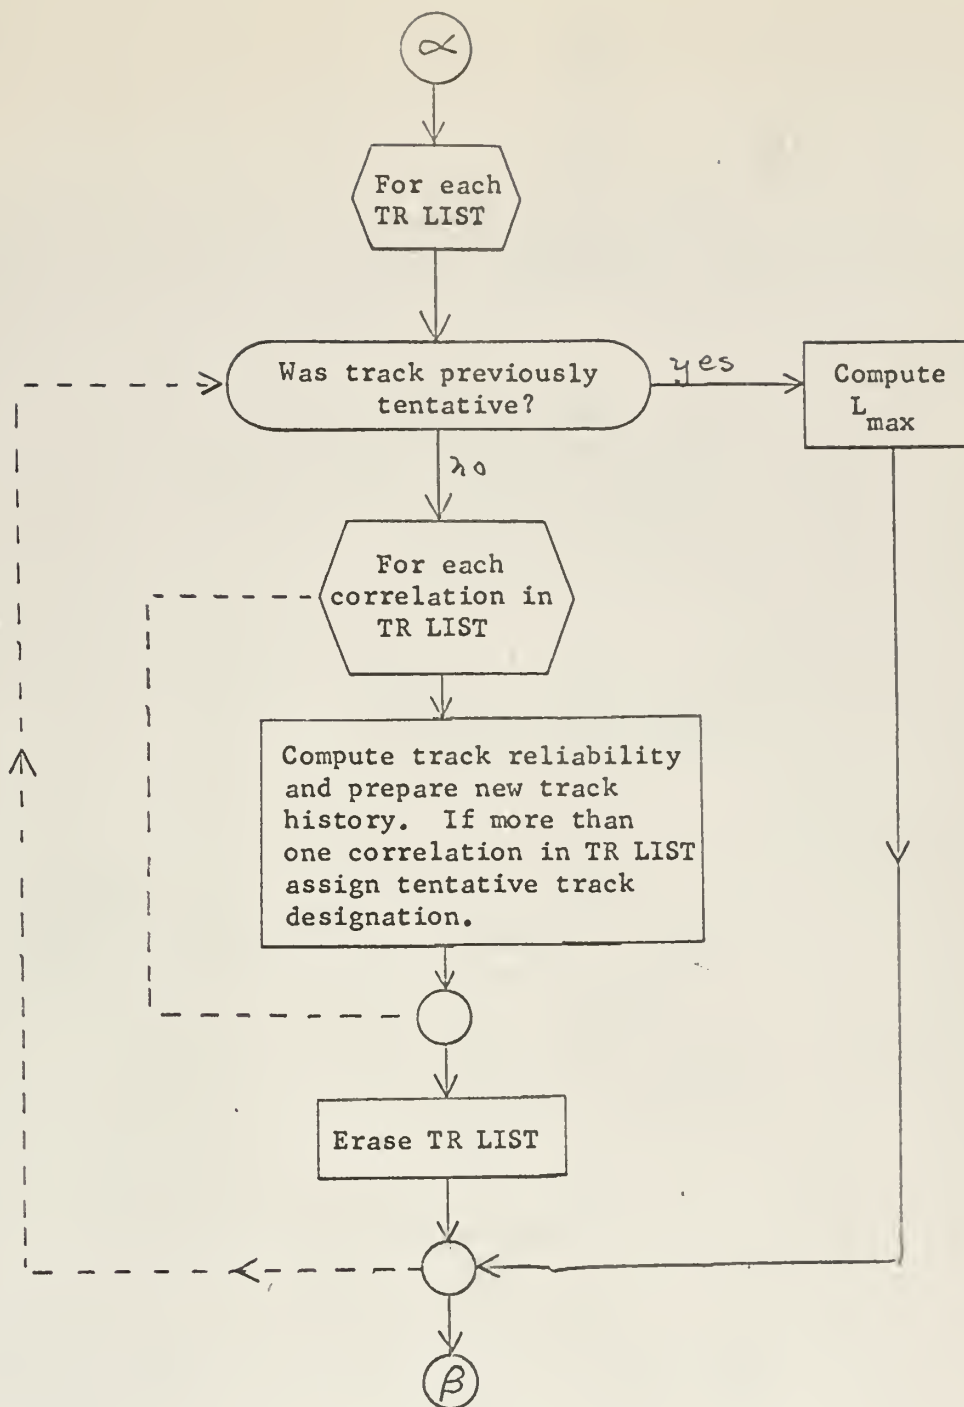 α
For each
TR LIST
Was track previously
tentative?
yes
Compute
L
max
no
For each
correlation in
TR LIST
Compute track reliability
and prepare new track
history. If more than
one correlation in TR LIST
assign tentative track
designation.
Erase TR LIST
β